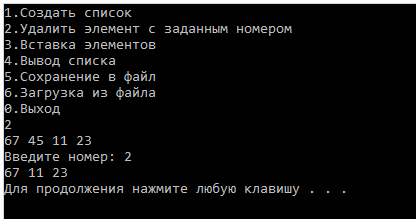 1.Создать список
2.Удалить элемент с заданным номером
3.Вставка элементов
4.Вывод списка
5.Сохранение в файл
6.Загрузка из файла
0.Выход
2
67 45 11 23
Введите номер: 2
67 11 23
Для продолжения нажмите любую клавишу . . .